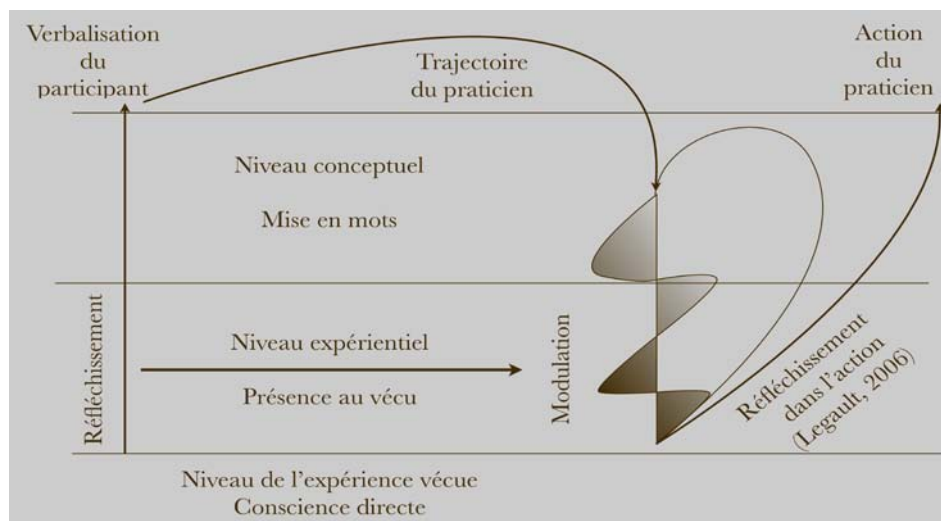 Verbalisation
du
participant
Trajectoire
du praticien
Action
du
praticien
Niveau conceptuel
Mise en mots
Réfléchissement
Niveau expérientiel
Présence au vécu
Modulation
Réfléchissement
dans l’action
(Legault, 2006)
Niveau de l’expérience vécue
Conscience directe